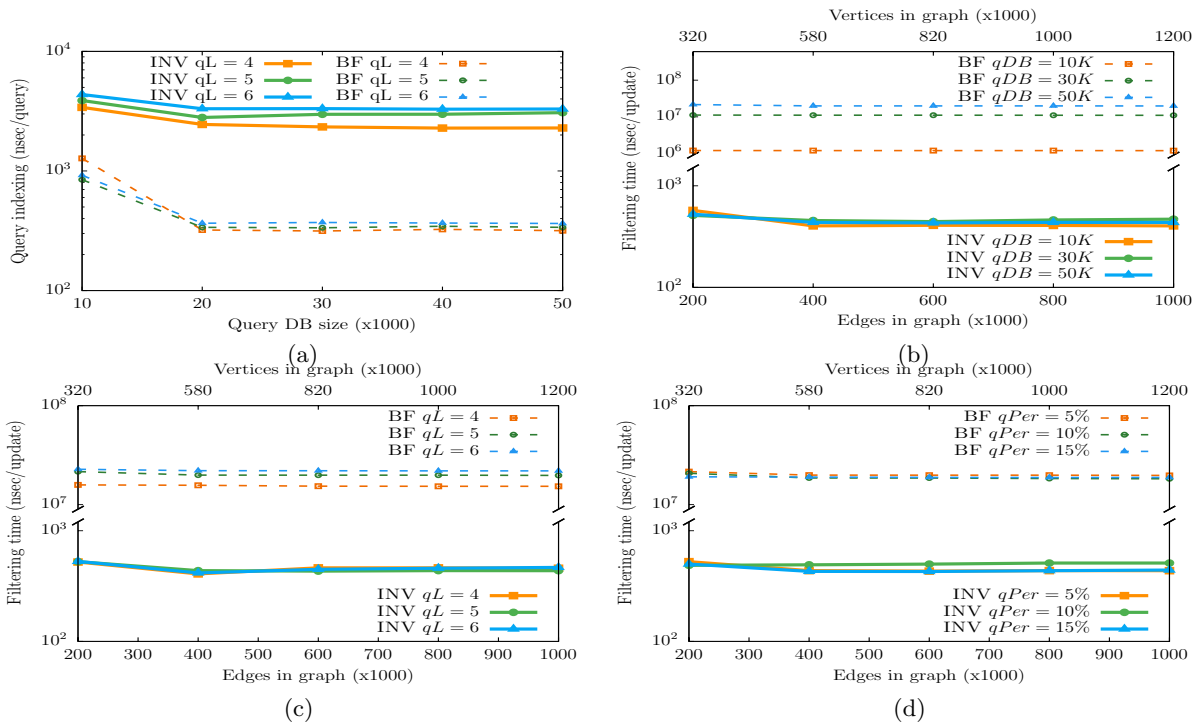 10^4
10^3
10^2
Query indexing (nsec/query)
INV qL = 4
INV qL = 5
INV qL = 6
BF qL = 4
BF qL = 5
BF qL = 6
10 20 30 40 50
Query DB size (x1000)
(a)
Vertices in graph (x1000)
320 580 820 1000 1200
10^8
10^7
10^6
10^3
10^2
Filtering time (nsec/update)
BF qDB = 10K
BF qDB = 30K
BF qDB = 50K
INV qDB = 10K
INV qDB = 30K
INV qDB = 50K
200 400 600 800 1000
Edges in graph (x1000)
(b)
Vertices in graph (x1000)
320 580 820 1000 1200
10^8
10^7
10^3
10^2
Filtering time (nsec/update)
BF qL = 4
BF qL = 5
BF qL = 6
INV qL = 4
INV qL = 5
INV qL = 6
200 300 400 500 600 700 800 900 1000
Edges in graph (x1000)
(c)
Vertices in graph (x1000)
320 580 820 1000 1200
10^8
10^7
10^3
10^2
Filtering time (nsec/update)
BF qPer = 5%
BF qPer = 10%
BF qPer = 15%
INV qPer = 5%
INV qPer = 10%
INV qPer = 15%
200 300 400 500 600 700 800 900 1000
Edges in graph (x1000)
(d)